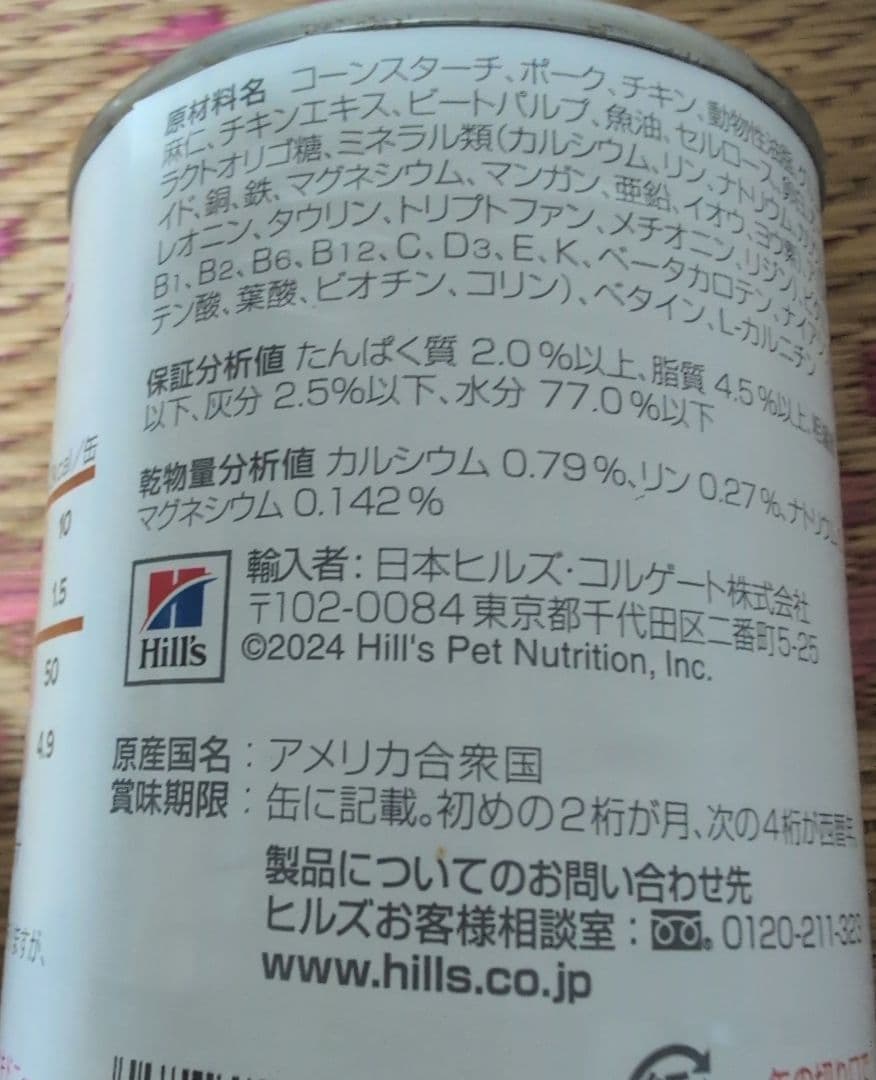 原材料名 コーンスターチ、ポーク、チキン、動物性油脂、
麻仁、チキンエキス、ビートパルプ、魚油、セルロース、
ラクトオリゴ糖、ミネラル類(カルシウム、リン、ナトリウム、
イド、銅、鉄、マグネシウム、マンガン、亜鉛、イオウ、ヨウ素)、
レオニン、タウリン、トリプトファン、メチオニン、リジン)、
B1、B2、B6、B12、C、D3、E、K、ベータカロテン、ナイアシ
テン酸、葉酸、ビオチン、コリン)、ベタイン、L-カルニチン
保証分析値 たんぱく質 2.0%以上、脂質 4.5%以上、
以下、灰分 2.5%以下、水分 77.0%以下
乾物量分析値 カルシウム 0.79%、リン 0.27%、ナトリウム
マグネシウム 0.142%
kcal/缶
10
1.5
50
4.9
Hill's
輸入者:日本ヒルズ・コルゲート株式会社
〒102-0084 東京都千代田区二番町5-25
©2024 Hill's Pet Nutrition, Inc.
原産国名:アメリカ合衆国
賞味期限:缶に記載。初めの2桁が月、次の4桁が西暦年
製品についてのお問い合わせ先
ヒルズお客様相談室: 0120-211-323
www.hills.co.jp
ますが、